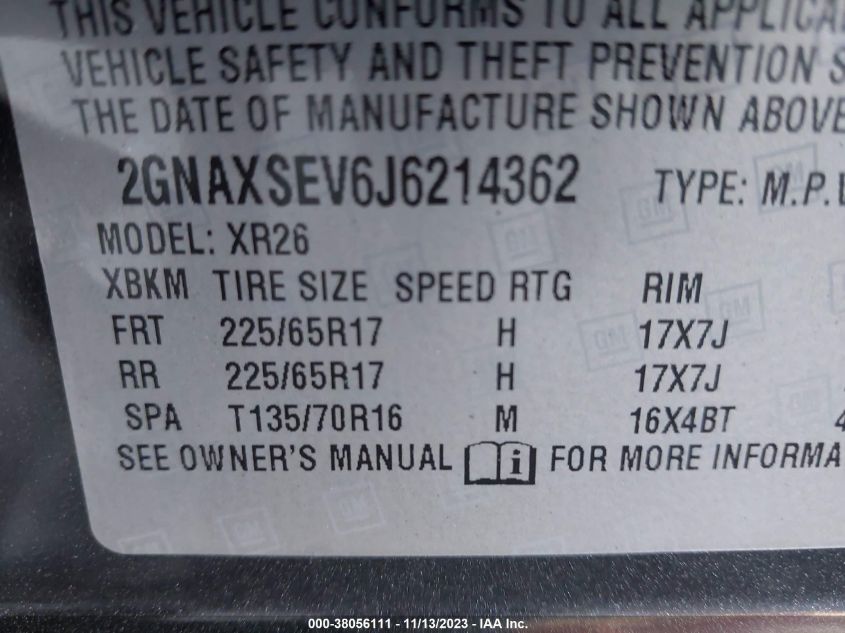 THIS VEHICLE CONFORMS TO ALL
VEHICLE SAFETY AND THEFT PREVENTION
THE DATE OF MANUFACTURE SHOWN ABOVE
2GNAXSEV6J6214362 TYPE: M.P.
MODEL: XR26
XBKM TIRE SIZE SPEED RTG RIM
FRT 225/65R17 H 17X7J
RR 225/65R17 H 17X7J
SPA T135/70R16 M 16X4BT
SEE OWNER'S MANUAL i FOR MORE INFORMA
000-38056111 - 11/13/2023 - IAA Inc.